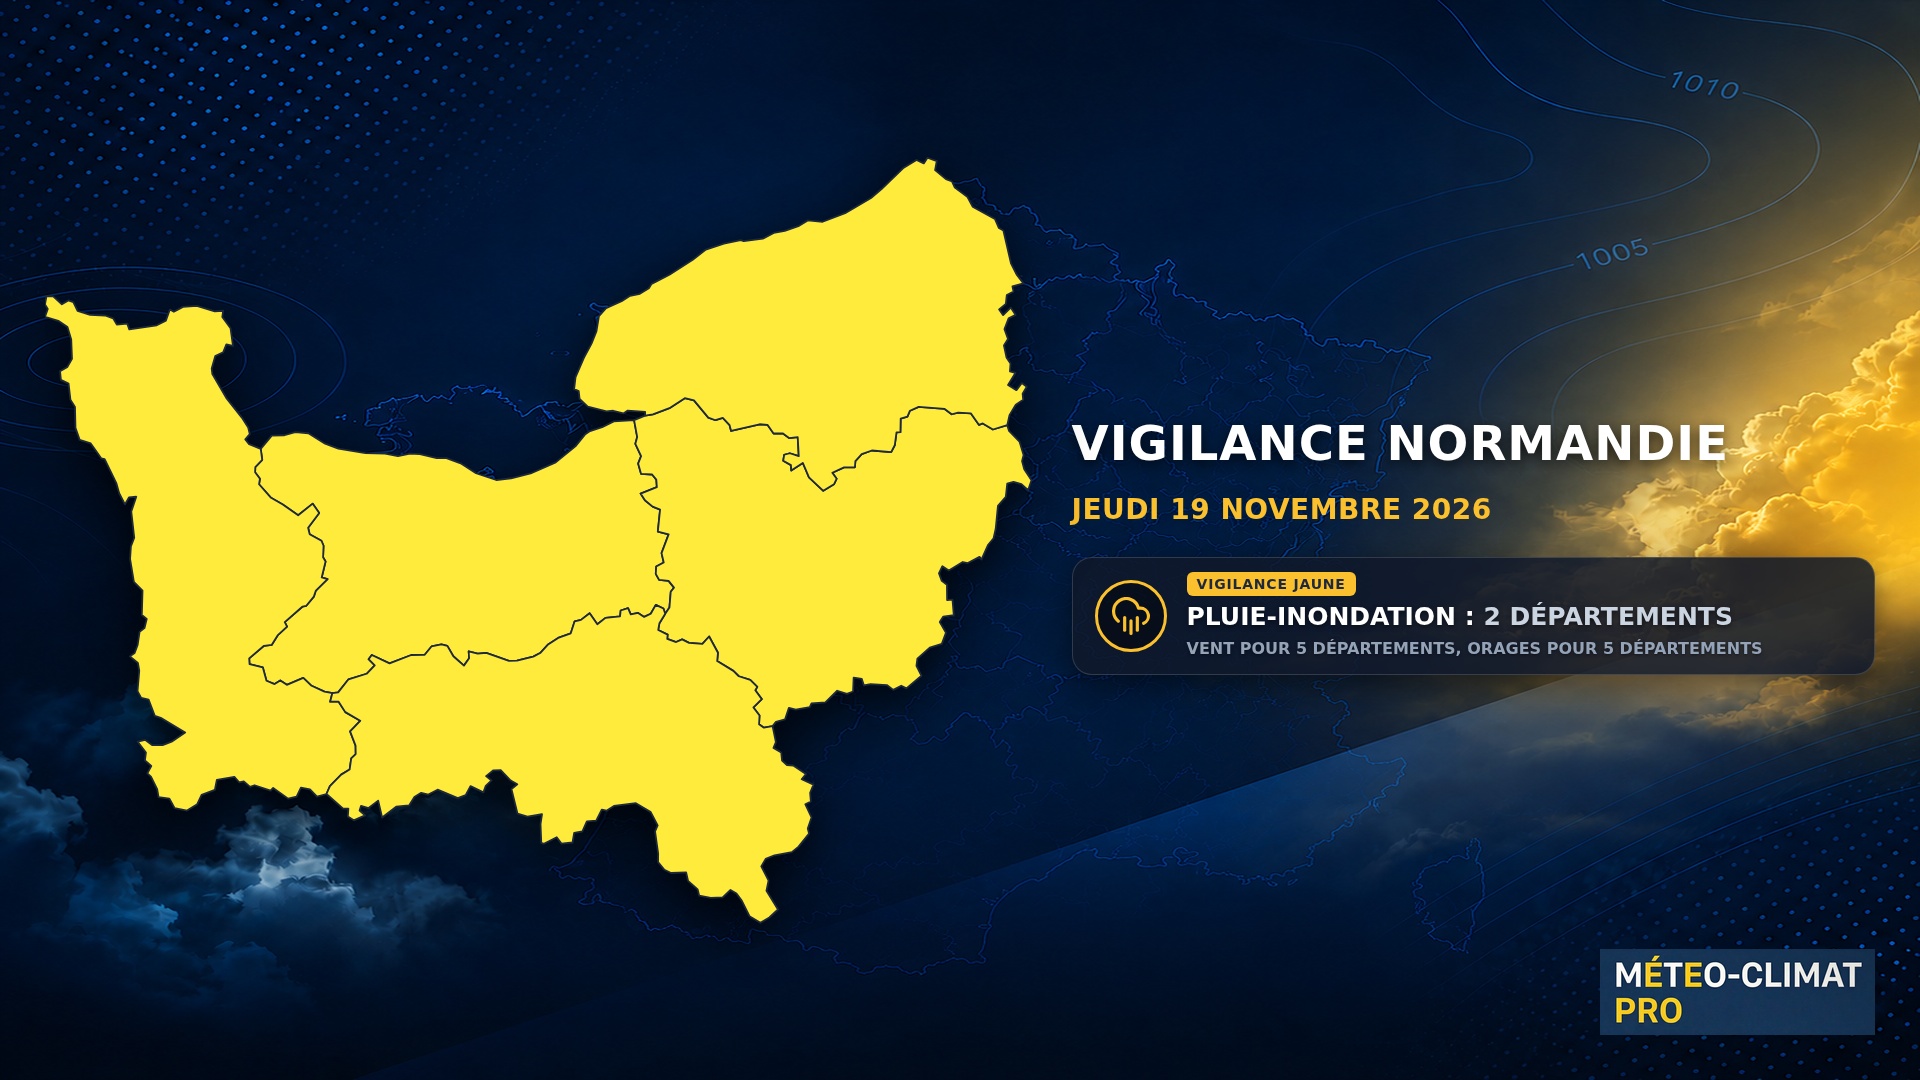 1010
1005
VIGILANCE NORMANDIE
JEUDI 19 NOVEMBRE 2026
VIGILANCE JAUNE
PLUIE-INONDATION : 2 DÉPARTEMENTS
VENT POUR 5 DÉPARTEMENTS, ORAGES POUR 5 DÉPARTEMENTS
MÉTEO-CLIMAT
PRO